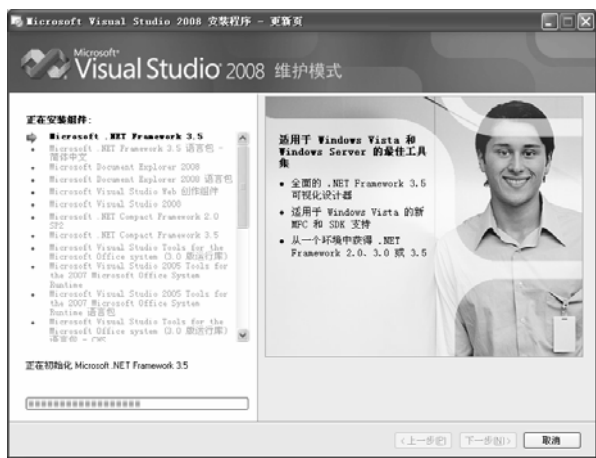 Microsoft Visual Studio 2008 安装程序 - 更新页
Microsoft®
Visual Studio 2008 维护模式
正在安装组件:
Microsoft .NET Framework 3.5
Microsoft .NET Framework 3.5 语言包 -
简体中文
Microsoft Document Explorer 2008
Microsoft Document Explorer 2008 语言包
Microsoft Visual Studio Web 创作组件
Microsoft Visual Studio 2008
Microsoft .NET Compact Framework 2.0
SP2
Microsoft .NET Compact Framework 3.5
Microsoft Visual Studio Tools for the
Microsoft Office system (3.0 版运行库)
Microsoft Visual Studio 2005 Tools for
the 2007 Microsoft Office System
Runtime
Microsoft Visual Studio 2005 Tools for
the 2007 Microsoft Office System
Runtime 语言包
Microsoft Visual Studio Tools for the
Microsoft Office system (3.0 版运行库)
语言包 - CHS
正在初始化 Microsoft .NET Framework 3.5
适用于 Windows Vista 和
Windows Server 的最佳工具
集
• 全面的 .NET Framework 3.5
可视化设计器
• 适用于 Windows Vista 的新
MFC 和 SDK 支持
• 从一个环境中获得 .NET
Framework 2.0、3.0 或 3.5
<上一步(P)
下一步(N)>
取消